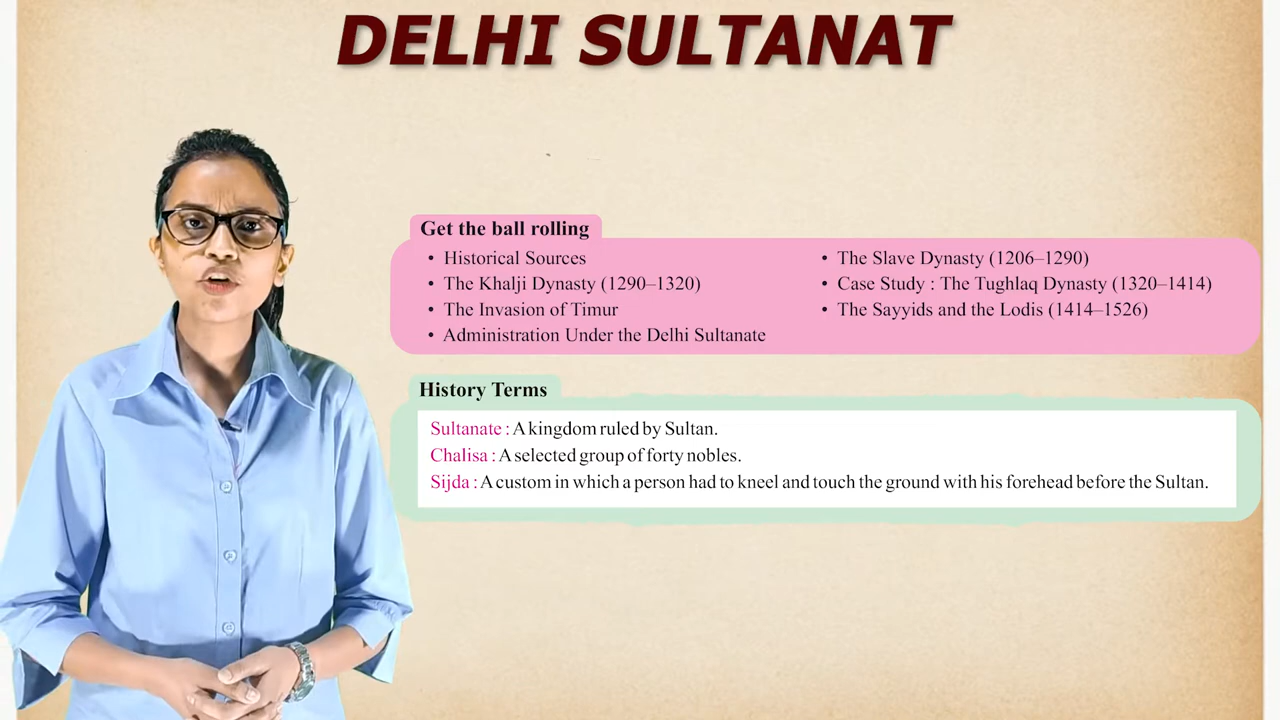 DELHI SULTANAT
Get the ball rolling
• Historical Sources
• The Khalji Dynasty (1290–1320)
• The Invasion of Timur
• Administration Under the Delhi Sultanate
• The Slave Dynasty (1206–1290)
• Case Study : The Tughlaq Dynasty (1320–1414)
• The Sayyids and the Lodis (1414–1526)
History Terms
Sultanate : A kingdom ruled by Sultan.
Chalisa : A selected group of forty nobles.
Sijda : A custom in which a person had to kneel and touch the ground with his forehead before the Sultan.